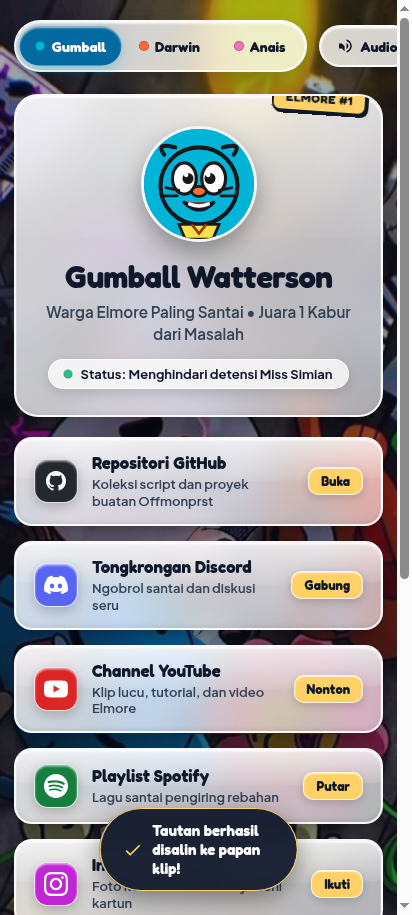 Gumball
Darwin
Anais
Audio
ELMORE #1
Gumball Watterson
Warga Elmore Paling Santai • Juara 1 Kabur
dari Masalah
Status: Menghindari detensi Miss Simian
Repositori GitHub
Koleksi script dan proyek
buatan Offmonprst
Buka
Tongkrongan Discord
Ngobrol santai dan diskusi
seru
Gabung
Channel YouTube
Klip lucu, tutorial, dan video
Elmore
Nonton
Playlist Spotify
Lagu santai pengiring rebahan
Putar
Tautan berhasil
disalin ke papan
klip!
Foto
kartun
Ikuti